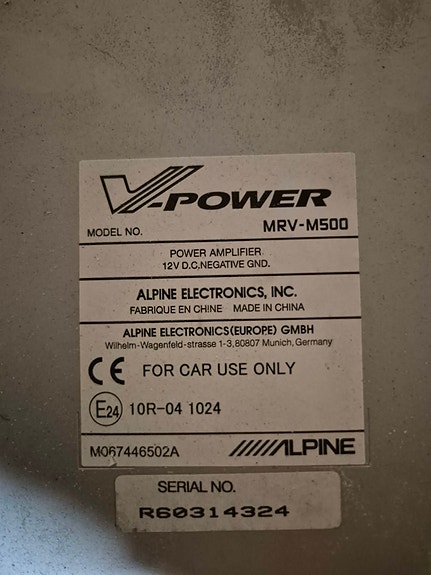 V-POWER
MODEL NO. MRV-M500
POWER AMPLIFIER
12V D.C,NEGATIVE GND.
ALPINE ELECTRONICS, INC.
FABRIQUE EN CHINE MADE IN CHINA
ALPINE ELECTRONICS(EUROPE) GMBH
Wilhelm-Wagenfeld-strasse 1-3,80807 Munich, Germany
CE FOR CAR USE ONLY
E24 10R-04 1024
M067446502A /////ALPINE
SERIAL NO.
R60314324